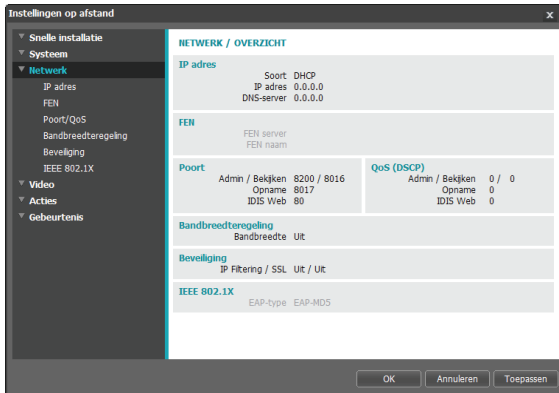 Instellingen op afstand
x
Snelle installatie
Systeem
Netwerk
IP adres
FEN
Poort/QoS
Bandbreedteregeling
Beveiliging
IEEE 802.1X
Video
Acties
Gebeurtenis
NETWERK / OVERZICHT
IP adres
Soort DHCP
IP adres 0.0.0.0
DNS-server 0.0.0.0
FEN
FEN server
FEN naam
Poort
Admin / Bekijken 8200 / 8016
Opname 8017
IDIS Web 80
QoS (DSCP)
Admin / Bekijken 0 / 0
Opname 0
IDIS Web 0
Bandbreedteregeling
Bandbreedte Uit
Beveiliging
IP Filtering / SSL Uit / Uit
IEEE 802.1X
EAP-type EAP-MD5
OK Annuleren Toepassen